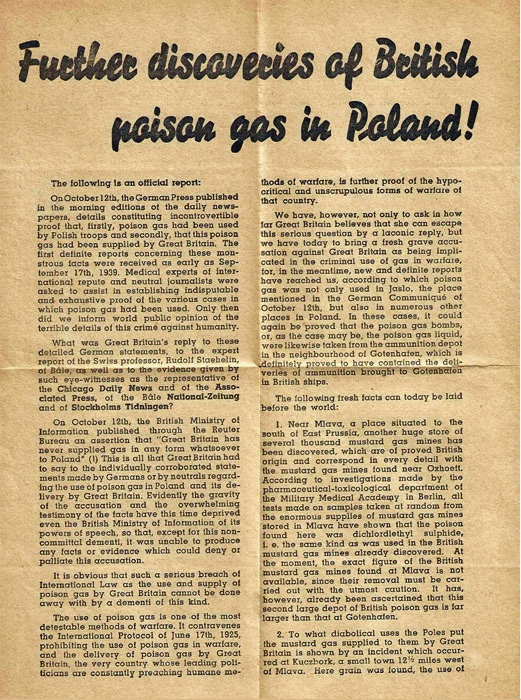 Further discoveries of British
poison gas in Poland!
The following is an official report:
On October 12th, the German Press published
in the morning editions of the daily news-
papers, details constituting incontrovertible
proof that, firstly, poison gas had been used
by Polish troops and secondly, that this poison
gas had been supplied by Great Britain. The
first definite reports concerning these mon-
strous facts were received as early as Sep-
tember 17th, 1939. Medical experts of inter-
national repute and neutral journalists were
asked to assist in establishing indisputable
and exhaustive proof of the various cases in
which poison gas had been used. Only then
did we inform world public opinion of the
terrible details of this crime against humanity.
What was Great Britain's reply to these
detailed German statements, to the expert
report of the Swiss professor, Rudolf Staehelin,
of Bâle, as well as to the evidence given by
such eye-witnesses as the representative of
the Chicago Daily News and of the Asso-
ciated Press, of the Bâle National-Zeitung
and of Stockholms Tidningen?
On October 12th, the British Ministry of
Information published through the Reuter
Bureau an assertion that "Great Britain has
never supplied gas in any form whatsoever
to Poland" (!) This is all that Great Britain had
to say to the individually corroborated state-
ments made by Germans or by neutrals regard-
ing the use of poison gas in Poland and its de-
livery by Great Britain. Evidently the gravity
of the accusation and the overwhelming
testimony of the facts have this time deprived
even the British Ministry of Information of its
powers of speech, so that, except for this non-
committal dementi, it was unable to produce
any facts or evidence which could deny or
palliate this accusation.
It is obvious that such a serious breach of
International Law as the use and supply of
poison gas by Great Britain cannot be done
away with by a dementi of this kind.
The use of poison gas is one of the most
detestable methods of warfare. It contravenes
the International Protocol of June 17th, 1925,
prohibiting the use of poison gas in warfare,
and the delivery of poison gas by Great
Britain, the very country whose leading poli-
ticians are constantly preaching humane me-
thods of warfare, is further proof of the hypo-
critical and unscrupulous forms of warfare of
that country.
We have, however, not only to ask in how
far Great Britain believes that she can escape
this serious question by a laconic reply, but
we have today to bring a fresh grave accu-
sation against Great Britain as being impli-
cated in the criminal use of gas in warfare,
for, in the meantime, new and definite reports
have reached us, according to which poison
gas was not only used in Jaslo, the place
mentioned in the German Communiqué of
October 12th, but also in numerous other
places in Poland. In these cases, it could
again be proved that the poison gas bombs,
or, as the case may be, the poison gas liquid,
were likewise taken from the ammunition depot
in the neighbourhood of Gotenhafen, which is
definitely proved to have contained the deli-
veries of ammunition brought to Gotenhafen
in British ships.
The following fresh facts can today be laid
before the world:
1. Near Mlava, a place situated to the
south of East Prussia, another huge store of
several thousand mustard gas mines has
been discovered, which are of proved British
origin and correspond in every detail with
the mustard gas mines found near Oxhoeft.
According to investigations made by the
pharmaceutical-toxicological department of
the Military Medical Academy in Berlin, all
tests made on samples taken at random from
the enormous supplies of mustard gas mines
stored in Mlava have shown that the poison
found here was dichlordiethyl sulphide,
i. e. the same kind as was used in the British
mustard gas mines already discovered. At
the moment, the exact figure of the British
mustard gas mines found at Mlava is not
available, since their removal must be car-
ried out with the utmost caution. It has,
however, already been ascertained that this
second large depot of British poison gas is far
larger than that at Gotenhafen.
2. To what diabolical uses the Poles put
the mustard gas supplied to them by Great
Britain is shown by an incident which occur-
red at Kuczbork, a small town 12½ miles west
of Mlava. Here grain was found, the use of